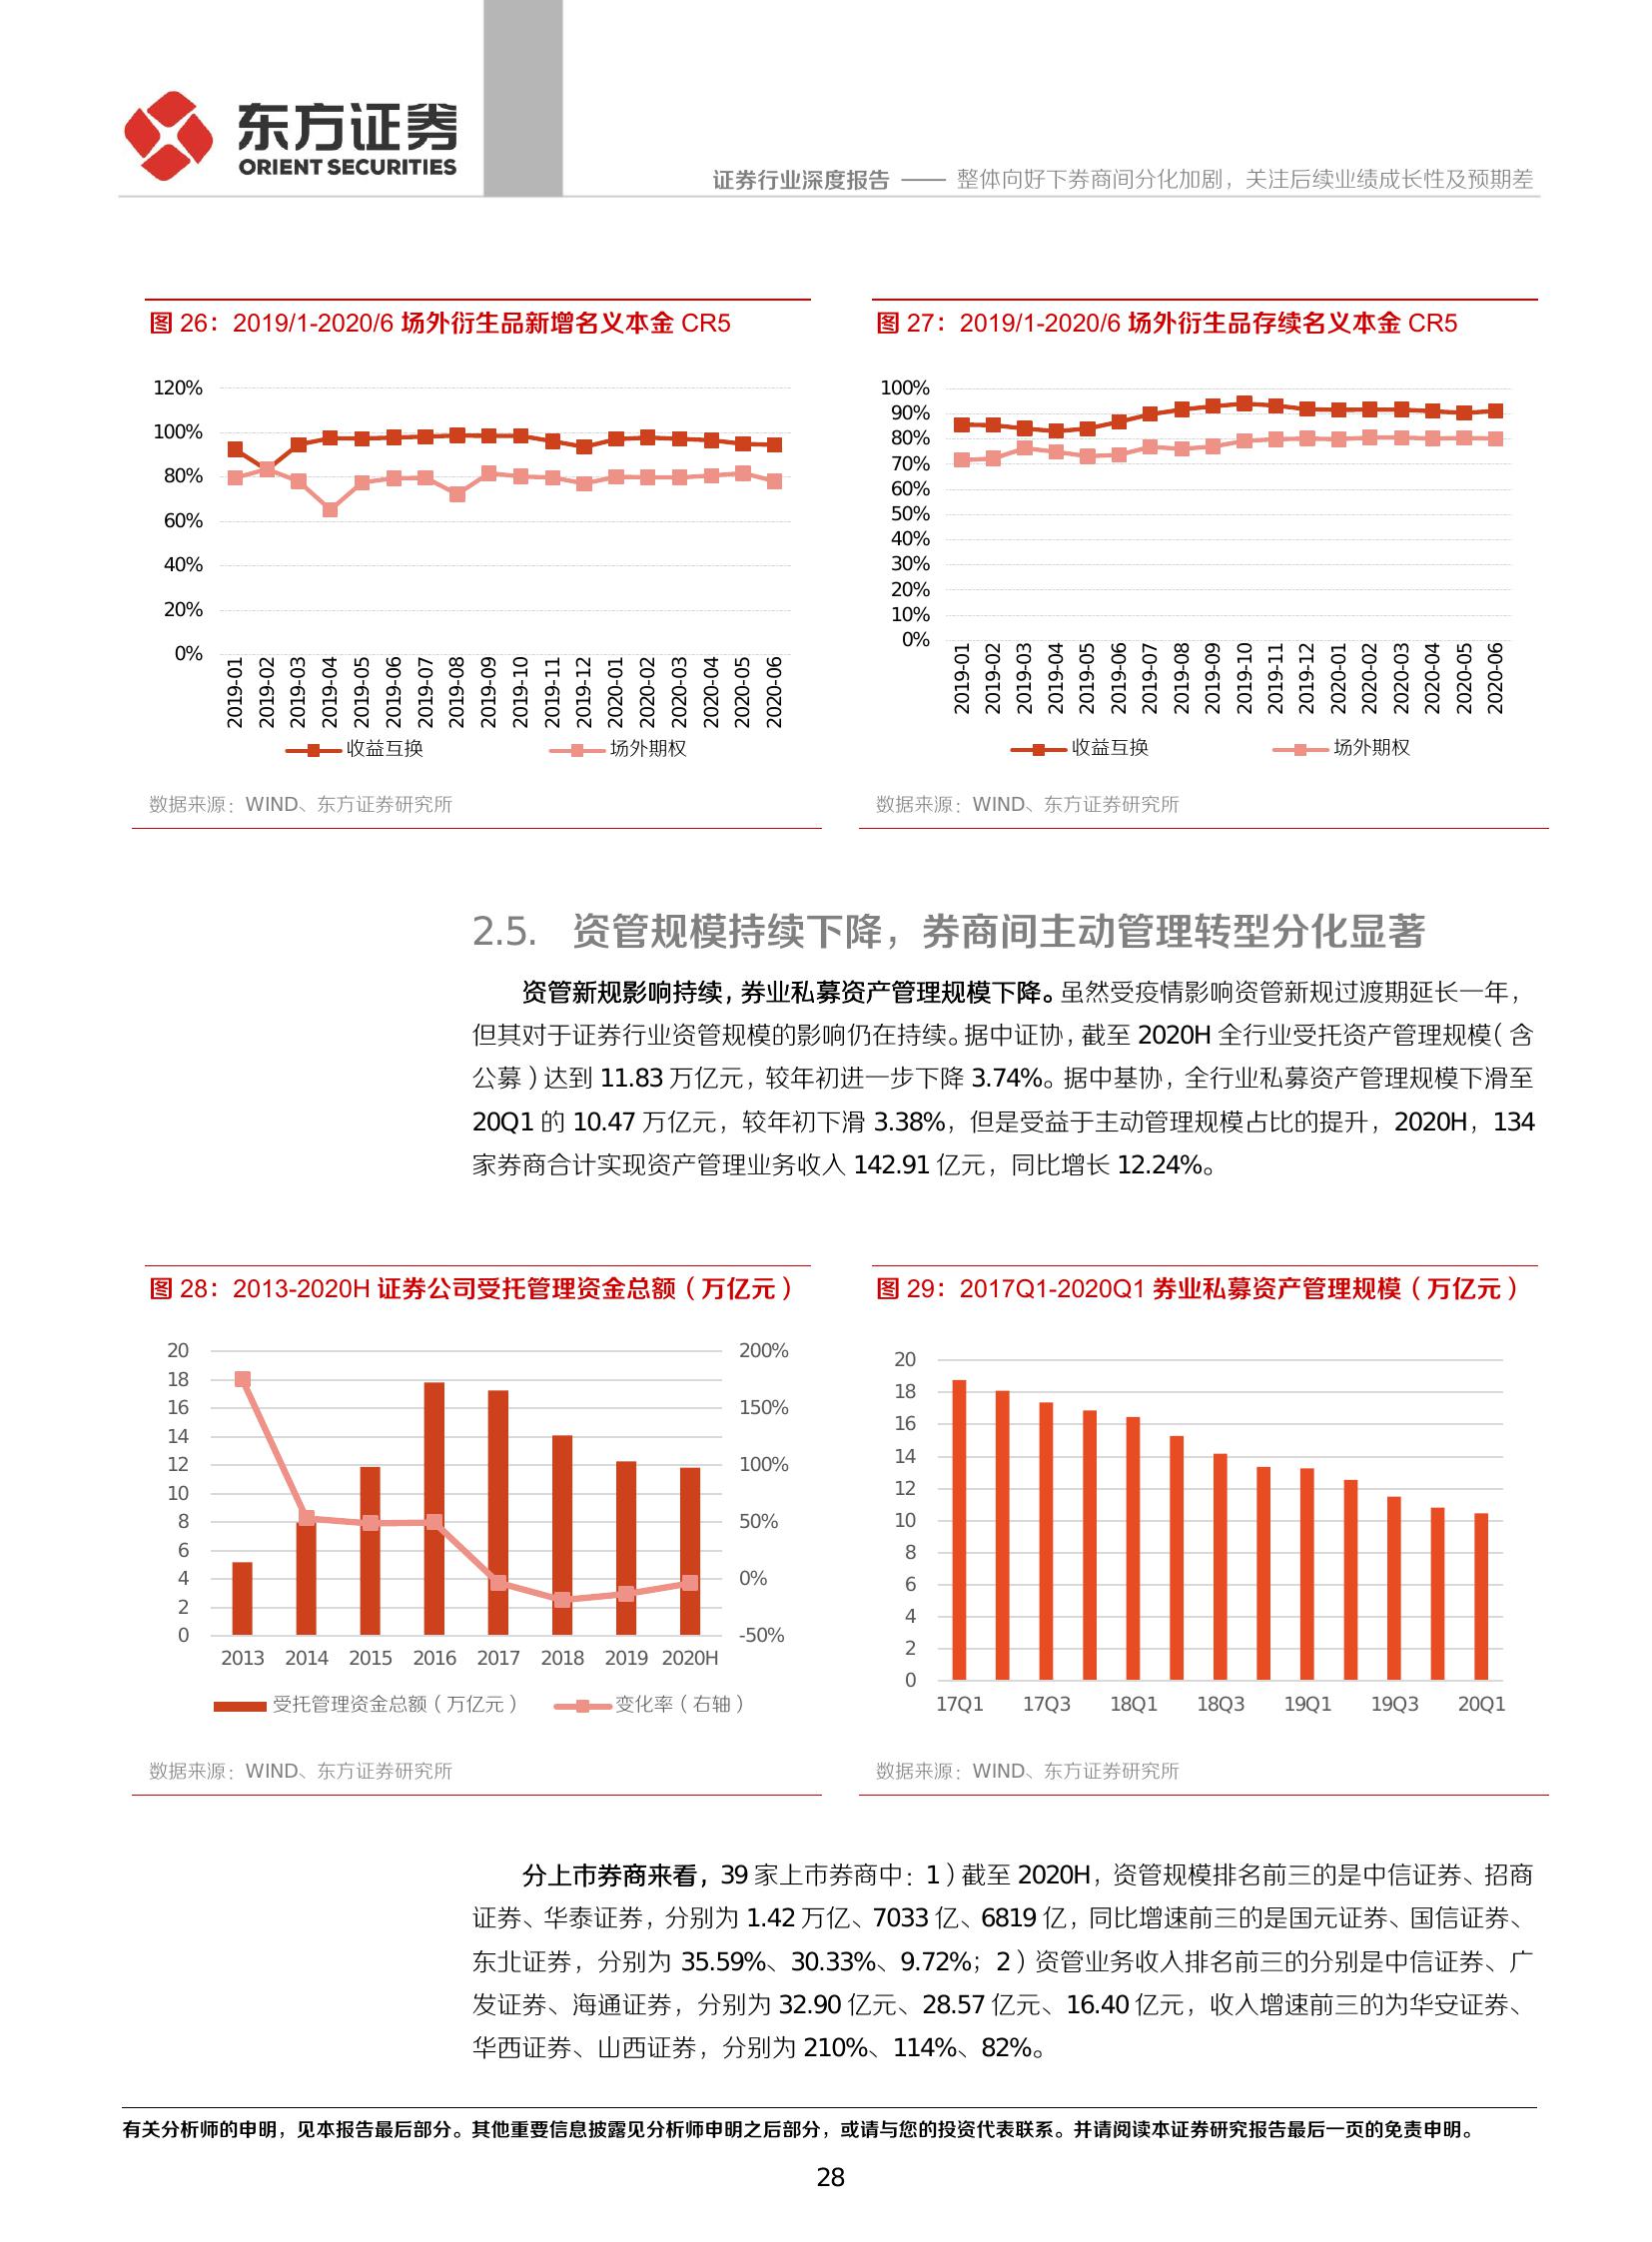 东方证券
ORIENT SECURITIES
证券行业深度报告 —— 整体向好下券商间分化加剧，关注后续业绩成长性及预期差
图 26：2019/1-2020/6 场外衍生品新增名义本金 CR5
120%
100%
80%
60%
40%
20%
0%
2019-01 2019-02 2019-03 2019-04 2019-05 2019-06 2019-07 2019-08 2019-09 2019-10 2019-11 2019-12 2020-01 2020-02 2020-03 2020-04 2020-05 2020-06
收益互换 场外期权
数据来源：WIND、东方证券研究所
图 27：2019/1-2020/6 场外衍生品存续名义本金 CR5
100%
90%
80%
70%
60%
50%
40%
30%
20%
10%
0%
2019-01 2019-02 2019-03 2019-04 2019-05 2019-06 2019-07 2019-08 2019-09 2019-10 2019-11 2019-12 2020-01 2020-02 2020-03 2020-04 2020-05 2020-06
收益互换 场外期权
数据来源：WIND、东方证券研究所
2.5. 资管规模持续下降，券商间主动管理转型分化显著
资管新规影响持续，券业私募资产管理规模下降。虽然受疫情影响资管新规过渡期延长一年，
但其对于证券行业资管规模的影响仍在持续。据中证协，截至 2020H 全行业受托资产管理规模（含
公募）达到 11.83 万亿元，较年初进一步下降 3.74%。据中基协，全行业私募资产管理规模下滑至
20Q1 的 10.47 万亿元，较年初下滑 3.38%，但是受益于主动管理规模占比的提升，2020H，134
家券商合计实现资产管理业务收入 142.91 亿元，同比增长 12.24%。
图 28：2013-2020H 证券公司受托管理资金总额（万亿元）
20
18
16
14
12
10
8
6
4
2
0
200%
150%
100%
50%
0%
-50%
2013 2014 2015 2016 2017 2018 2019 2020H
受托管理资金总额（万亿元） 变化率（右轴）
数据来源：WIND、东方证券研究所
图 29：2017Q1-2020Q1 券业私募资产管理规模（万亿元）
20
18
16
14
12
10
8
6
4
2
0
17Q1 17Q3 18Q1 18Q3 19Q1 19Q3 20Q1
数据来源：WIND、东方证券研究所
分上市券商来看，39 家上市券商中：1）截至 2020H，资管规模排名前三的是中信证券、招商
证券、华泰证券，分别为 1.42 万亿、7033 亿、6819 亿，同比增速前三的是国元证券、国信证券、
东北证券，分别为 35.59%、30.33%、9.72%；2）资管业务收入排名前三的分别是中信证券、广
发证券、海通证券，分别为 32.90 亿元、28.57 亿元、16.40 亿元，收入增速前三的为华安证券、
华西证券、山西证券，分别为 210%、114%、82%。
有关分析师的申明，见本报告最后部分。其他重要信息披露见分析师申明之后部分，或请与您的投资代表联系。并请阅读本证券研究报告最后一页的免责申明。
28